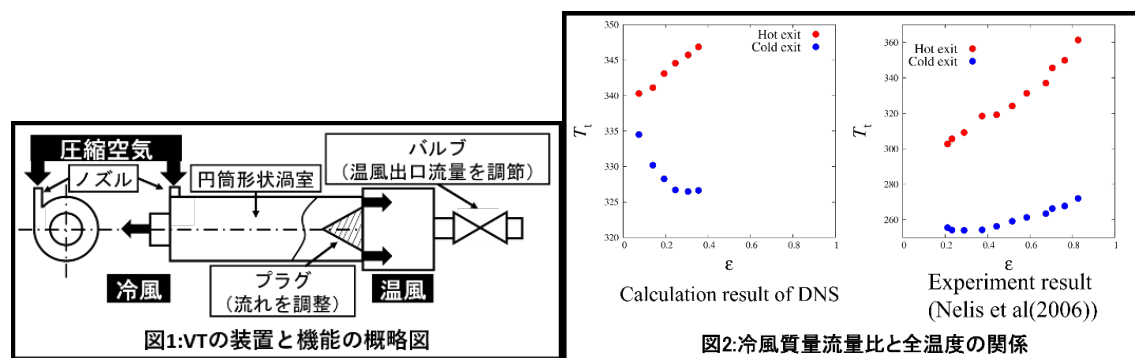 圧縮空気
ノズル
円筒形状渦室
バルブ
(温風出口流量を調節)
冷風
プラグ
(流れを調整)
温風
図1:VTの装置と機能の概略図
350
345
340
335
330
325
320
0
0.2
0.4
0.6
0.8
1
Tt
ε
Hot exit
Cold exit
Calculation result of DNS
360
340
320
300
280
260
0
0.2
0.4
0.6
0.8
1
Tt
ε
Hot exit
Cold exit
Experiment result
(Nelis et al(2006))
図2:冷風質量流量比と全温度の関係